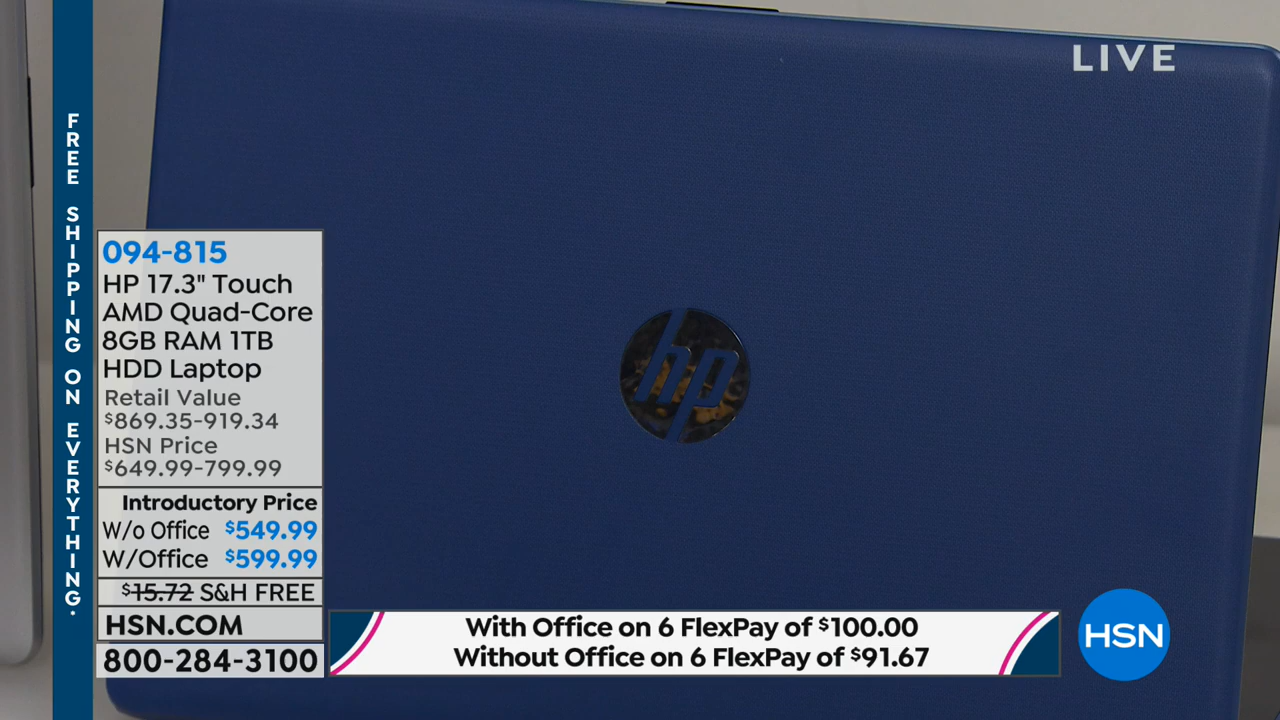 LIVE
FREE SHIPPING ON EVERYTHING.
094-815
HP 17.3" Touch
AMD Quad-Core
8GB RAM 1TB
HDD Laptop
Retail Value
$869.35-919.34
HSN Price
$649.99-799.99
Introductory Price
W/o Office $549.99
W/Office $599.99
$15.72 S&H FREE
HSN.COM
800-284-3100
hp
With Office on 6 FlexPay of $100.00
Without Office on 6 FlexPay of $91.67
HSN